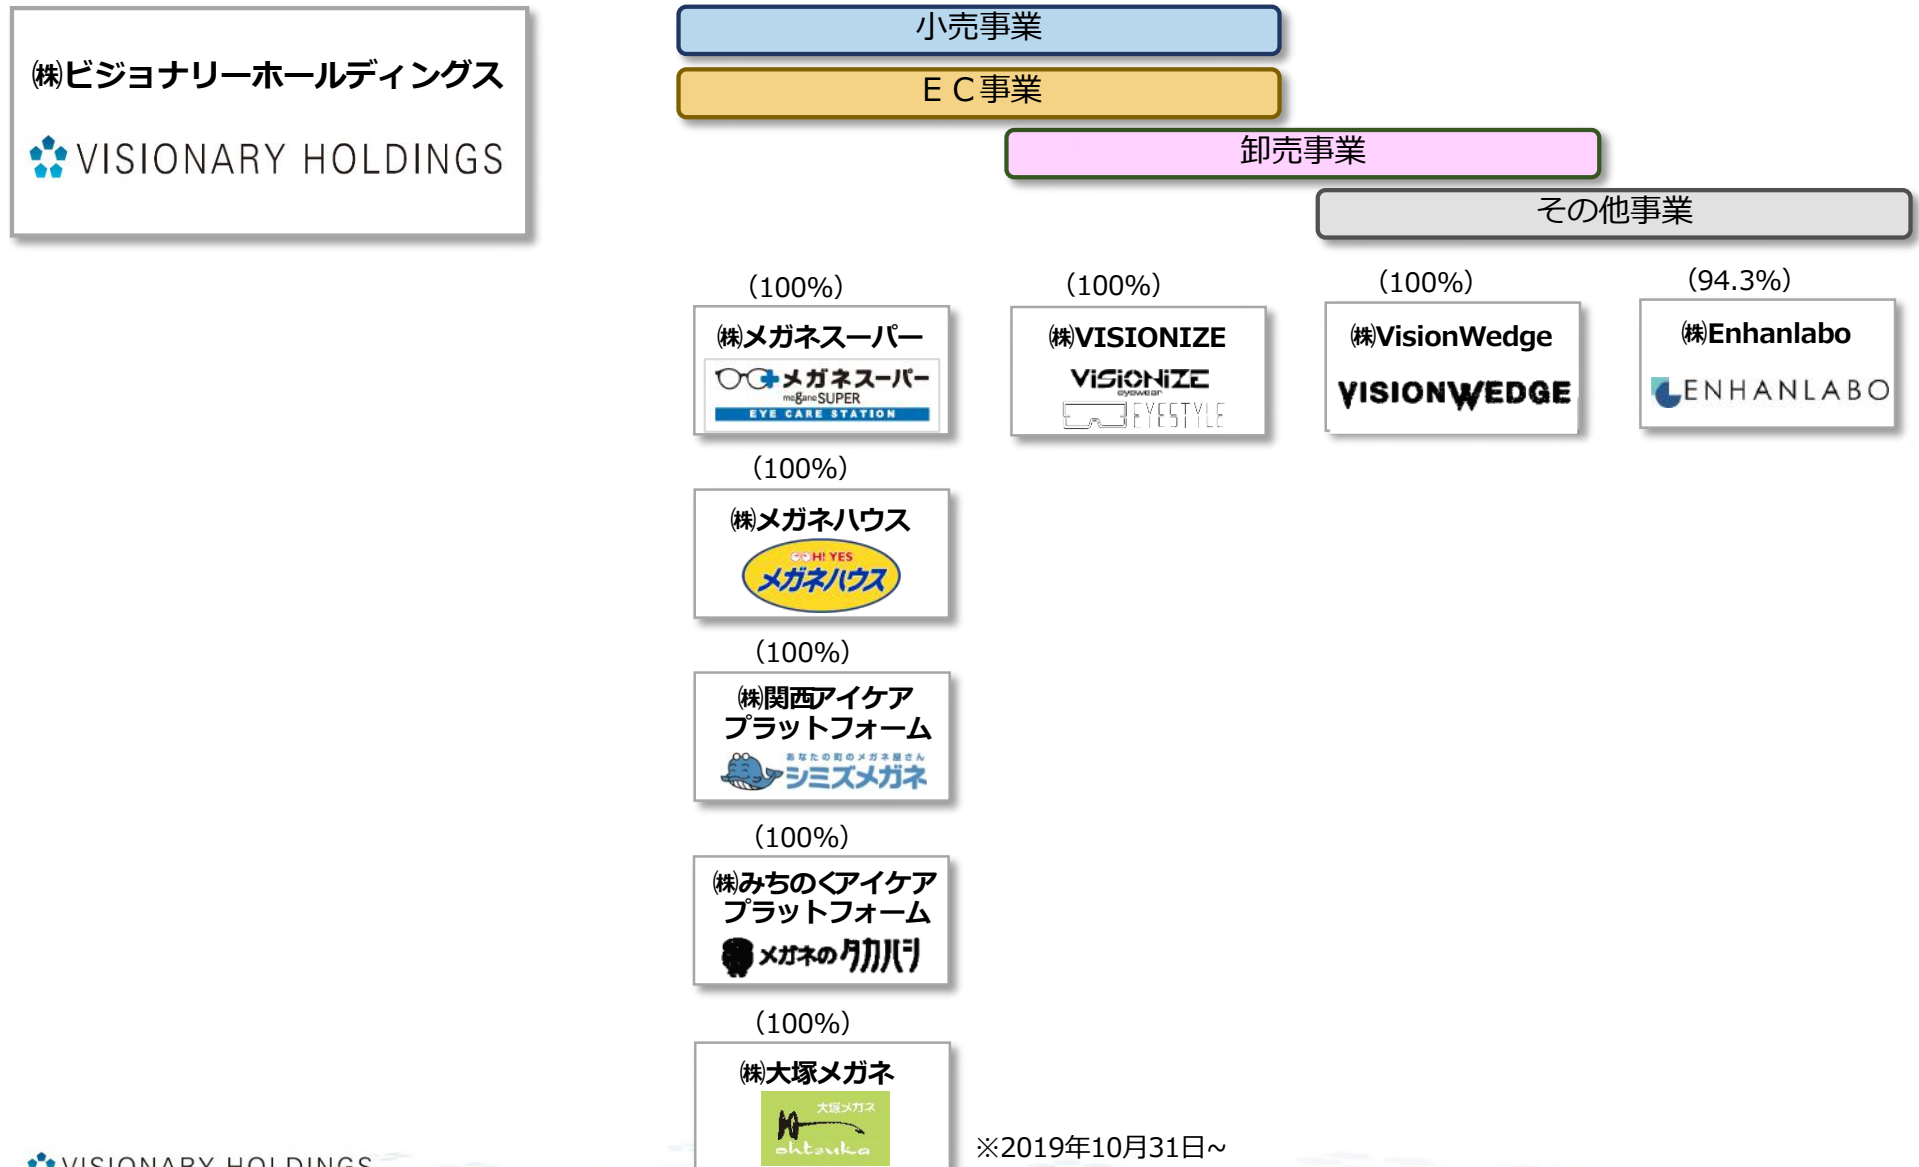 ㈱ビジョナリーホールディングス
VISIONARY HOLDINGS
小売事業
ＥＣ事業
卸売事業
その他事業
（100%）
㈱メガネスーパー
メガネスーパー
meganeSUPER
EYE CARE STATION
（100%）
㈱VISIONIZE
VISIONIZE
eyewear
EYESTYLE
（100%）
㈱VisionWedge
VISIONWEDGE
（94.3%）
㈱Enhanlabo
ENHANLABO
（100%）
㈱メガネハウス
OOH! YES
メガネハウス
（100%）
㈱関西アイケア
プラットフォーム
あなたの町のメガネ屋さん
シミズメガネ
（100%）
㈱みちのくアイケア
プラットフォーム
メガネのタカハシ
（100%）
㈱大塚メガネ
大塚メガネ
ohtsuka
※2019年10月31日~
VISIONARY HOLDINGS